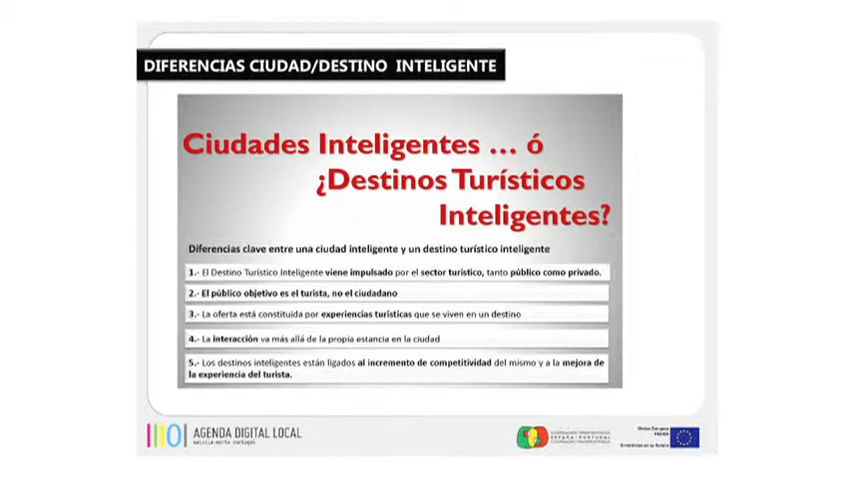 DIFERENCIAS CIUDAD/DESTINO INTELIGENTE
Ciudades Inteligentes ... ó
¿Destinos Turísticos
Inteligentes?
Diferencias clave entre una ciudad inteligente y un destino turístico inteligente
1.- El Destino Turístico Inteligente viene impulsado por el sector turístico, tanto público como privado.
2.- El público objetivo es el turista, no el ciudadano
3.- La oferta está constituida por experiencias turísticas que se viven en un destino
4.- La interacción va más allá de la propia estancia en la ciudad
5.- Los destinos inteligentes están ligados al incremento de competitividad del mismo y a la mejora de
la experiencia del turista.
AGENDA DIGITAL LOCAL
ESPAÑA - PORTUGAL